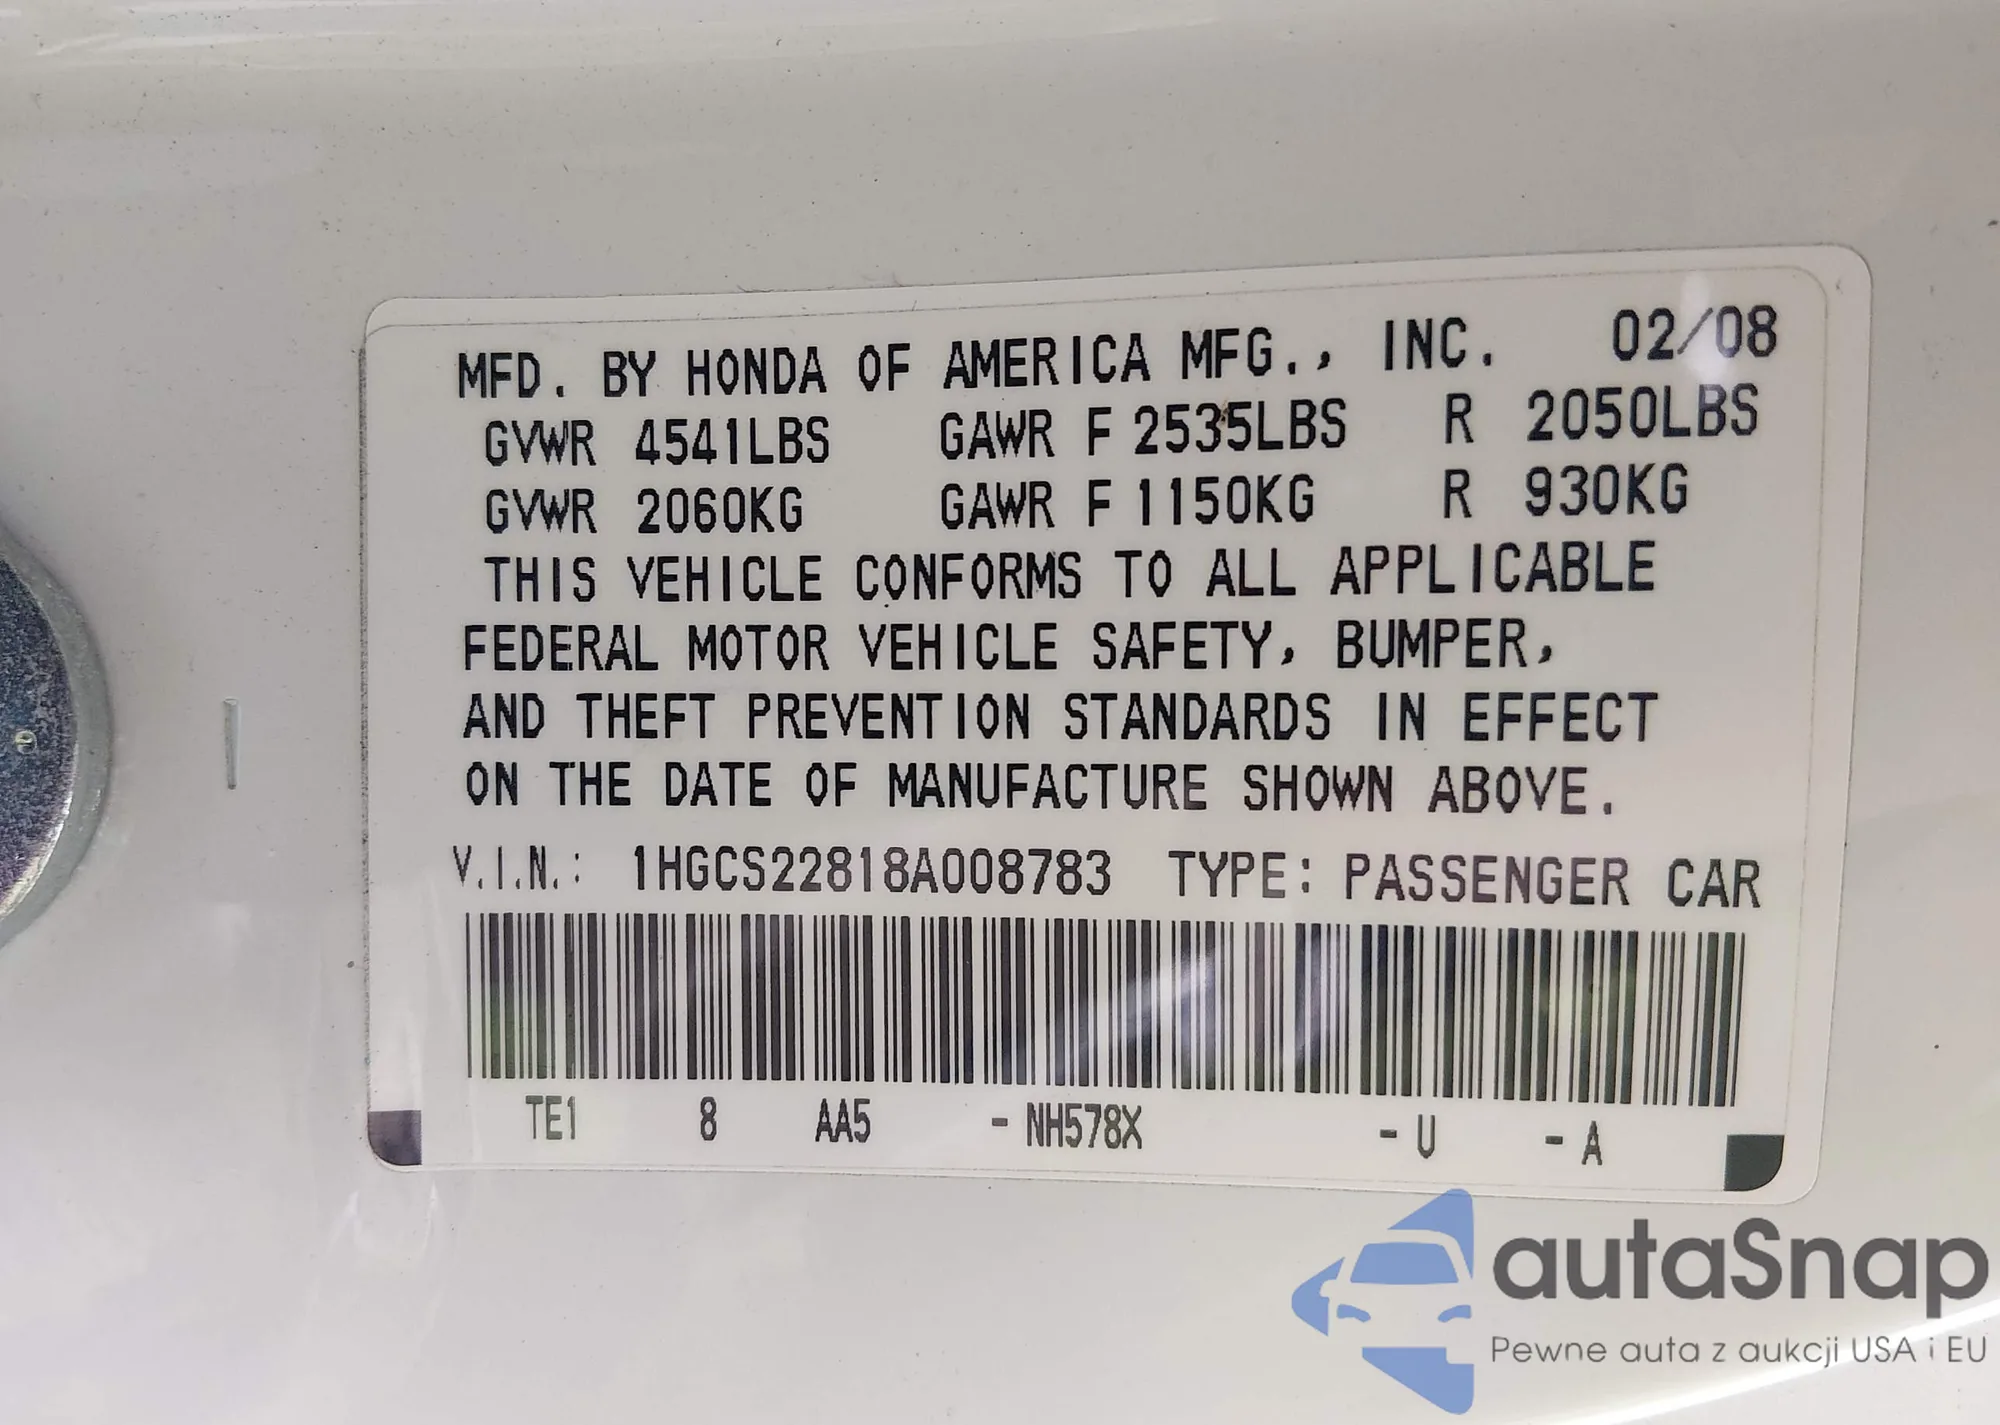 MFD. BY HONDA OF AMERICA MFG., INC. 02/08
GVWR 4541LBS GAWR F 2535LBS R 2050LBS
GVWR 2060KG GAWR F 1150KG R 930KG
THIS VEHICLE CONFORMS TO ALL APPLICABLE
FEDERAL MOTOR VEHICLE SAFETY, BUMPER,
AND THEFT PREVENTION STANDARDS IN EFFECT
ON THE DATE OF MANUFACTURE SHOWN ABOVE.
V.I.N.: 1HGCS22818A008783 TYPE: PASSENGER CAR
TE1 8 AA5 -NH578X -U -A
autaSnap
Pewne auta z aukcji USA i EU